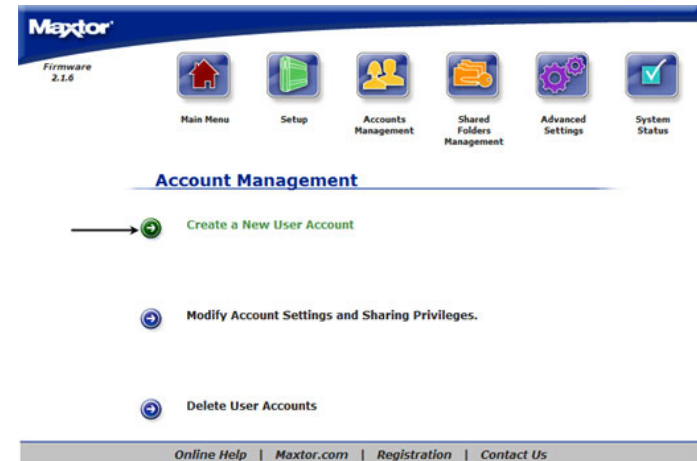 Maxtor
Firmware
2.1.6
Main Menu
Setup
Accounts
Management
Shared
Folders
Management
Advanced
Settings
System
Status
Account Management
Create a New User Account
Modify Account Settings and Sharing Privileges.
Delete User Accounts
Online Help | Maxtor.com | Registration | Contact Us